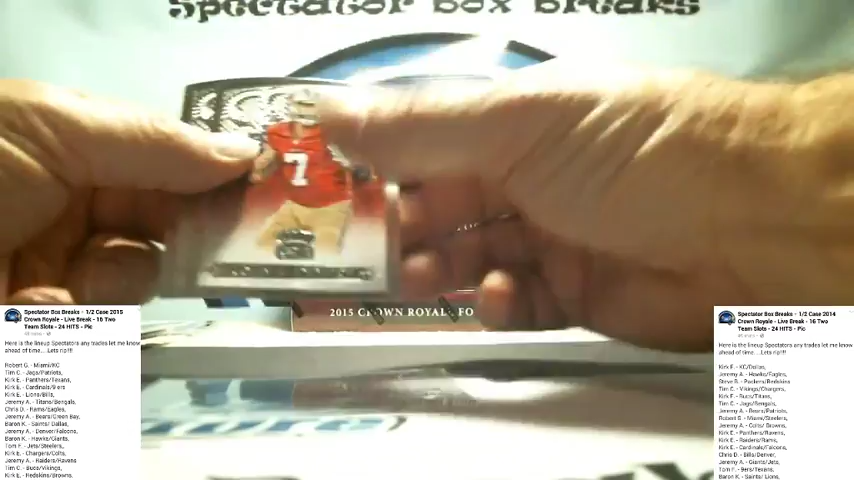 Spectator Box Breaks
7
2015 CROWN ROYALE FO
Spectator Box Breaks - 1/2 Case 2015
Crown Royale - Live Break - 16 Two
Team Slots - 24 HITS - Pic
Here is the lineup Spectators any trades let me know
ahead of time....Lets rip!!!!
Robert G. - Miami/KC
Tim C. - Jags/Patriots,
Kirk E. - Panthers/Texans,
Kirk E. - Cardinals/9 ers
Kirk E. - Lions/Bills,
Jeremy A. - Titans/Bengals,
Chris D. - Rams/Eagles,
Jeremy A. - Bears/Green Bay,
Baron K. - Saints/ Dallas,
Jeremy A. - Denver/Falcons,
Baron K. - Hawks/Giants,
Tom F. - Jets/Steelers,
Kirk E. - Chargers/Colts,
Jeremy A. - Raiders/Ravens
Tim C. - Bucs/Vikings,
Kirk E. - Redskins/Browns.
Spectator Box Breaks - 1/2 Case 2014
Crown Royale - Live Break - 16 Two
Team Slots - 24 HITS - Pic
Here is the lineup Spectators any trades let me know
ahead of time....Lets rip!!!!
Kirk E. - KC/Dallas,
Jeremy A. - Hawks/Eagles,
Steve R. - Packers/Redskins
Tim C. - Vikings/Chargers,
Kirk E. - Bucs/Titans,
Tim E. - Jags/Bengals,
Jeremy A. - Bears/Patriots,
Robert G. - Miami/Steelers,
Jeremy A. - Colts/ Browns,
Kirk E. - Panthers/Ravens,
Kirk E. - Raiders/Rams,
Kirk E. - Cardinals/Falcons,
Chris D. - Bills/Denver,
Jeremy A. - Giants/Jets,
Tom F. - 9ers/Texans,
Baron K. - Saints/ Lions,